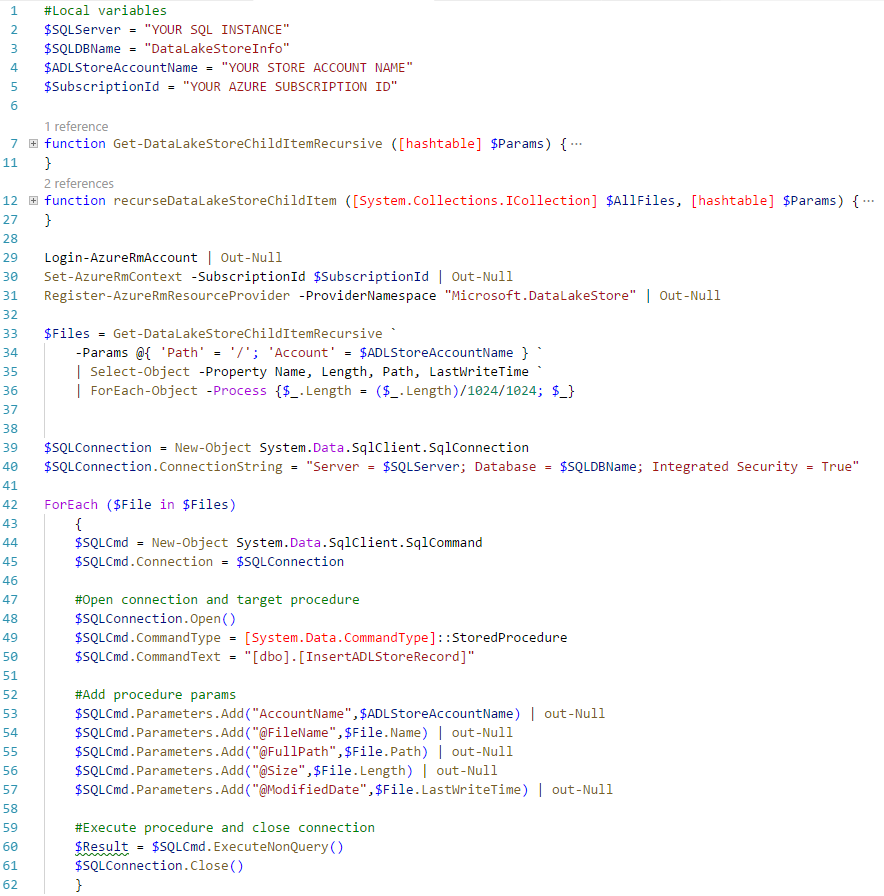 1 #Local variables
2 $SQLServer = "YOUR SQL INSTANCE"
3 $SQLDBName = "DataLakeStoreInfo"
4 $ADLStoreAccountName = "YOUR STORE ACCOUNT NAME"
5 $SubscriptionId = "YOUR AZURE SUBSCRIPTION ID"
6
1 reference
7 function Get-DataLakeStoreChildItemRecursive ([hashtable] $Params) { ···
11 }
2 references
12 function recurseDataLakeStoreChildItem ([System.Collections.ICollection] $AllFiles, [hashtable] $Params) { ···
27 }
28
29 Login-AzureRmAccount | Out-Null
30 Set-AzureRmContext -SubscriptionId $SubscriptionId | Out-Null
31 Register-AzureRmResourceProvider -ProviderNamespace "Microsoft.DataLakeStore" | Out-Null
32
33 $Files = Get-DataLakeStoreChildItemRecursive `
34     -Params @{ 'Path' = '/'; 'Account' = $ADLStoreAccountName } `
35     | Select-Object -Property Name, Length, Path, LastWriteTime `
36     | ForEach-Object -Process {$_.Length = ($_.Length)/1024/1024; $_}
37
38
39 $SQLConnection = New-Object System.Data.SqlClient.SqlConnection
40 $SQLConnection.ConnectionString = "Server = $SQLServer; Database = $SQLDBName; Integrated Security = True"
41
42 ForEach ($File in $Files)
43     {
44     $SQLCmd = New-Object System.Data.SqlClient.SqlCommand
45     $SQLCmd.Connection = $SQLConnection
46
47     #Open connection and target procedure
48     $SQLConnection.Open()
49     $SQLCmd.CommandType = [System.Data.CommandType]::StoredProcedure
50     $SQLCmd.CommandText = "[dbo].[InsertADLStoreRecord]"
51
52     #Add procedure params
53     $SQLCmd.Parameters.Add("AccountName",$ADLStoreAccountName) | out-Null
54     $SQLCmd.Parameters.Add("@FileName",$File.Name) | out-Null
55     $SQLCmd.Parameters.Add("@FullPath",$File.Path) | out-Null
56     $SQLCmd.Parameters.Add("@Size",$File.Length) | out-Null
57     $SQLCmd.Parameters.Add("@ModifiedDate",$File.LastWriteTime) | out-Null
58
59     #Execute procedure and close connection
60     $Result = $SQLCmd.ExecuteNonQuery()
61     $SQLConnection.Close()
62     }